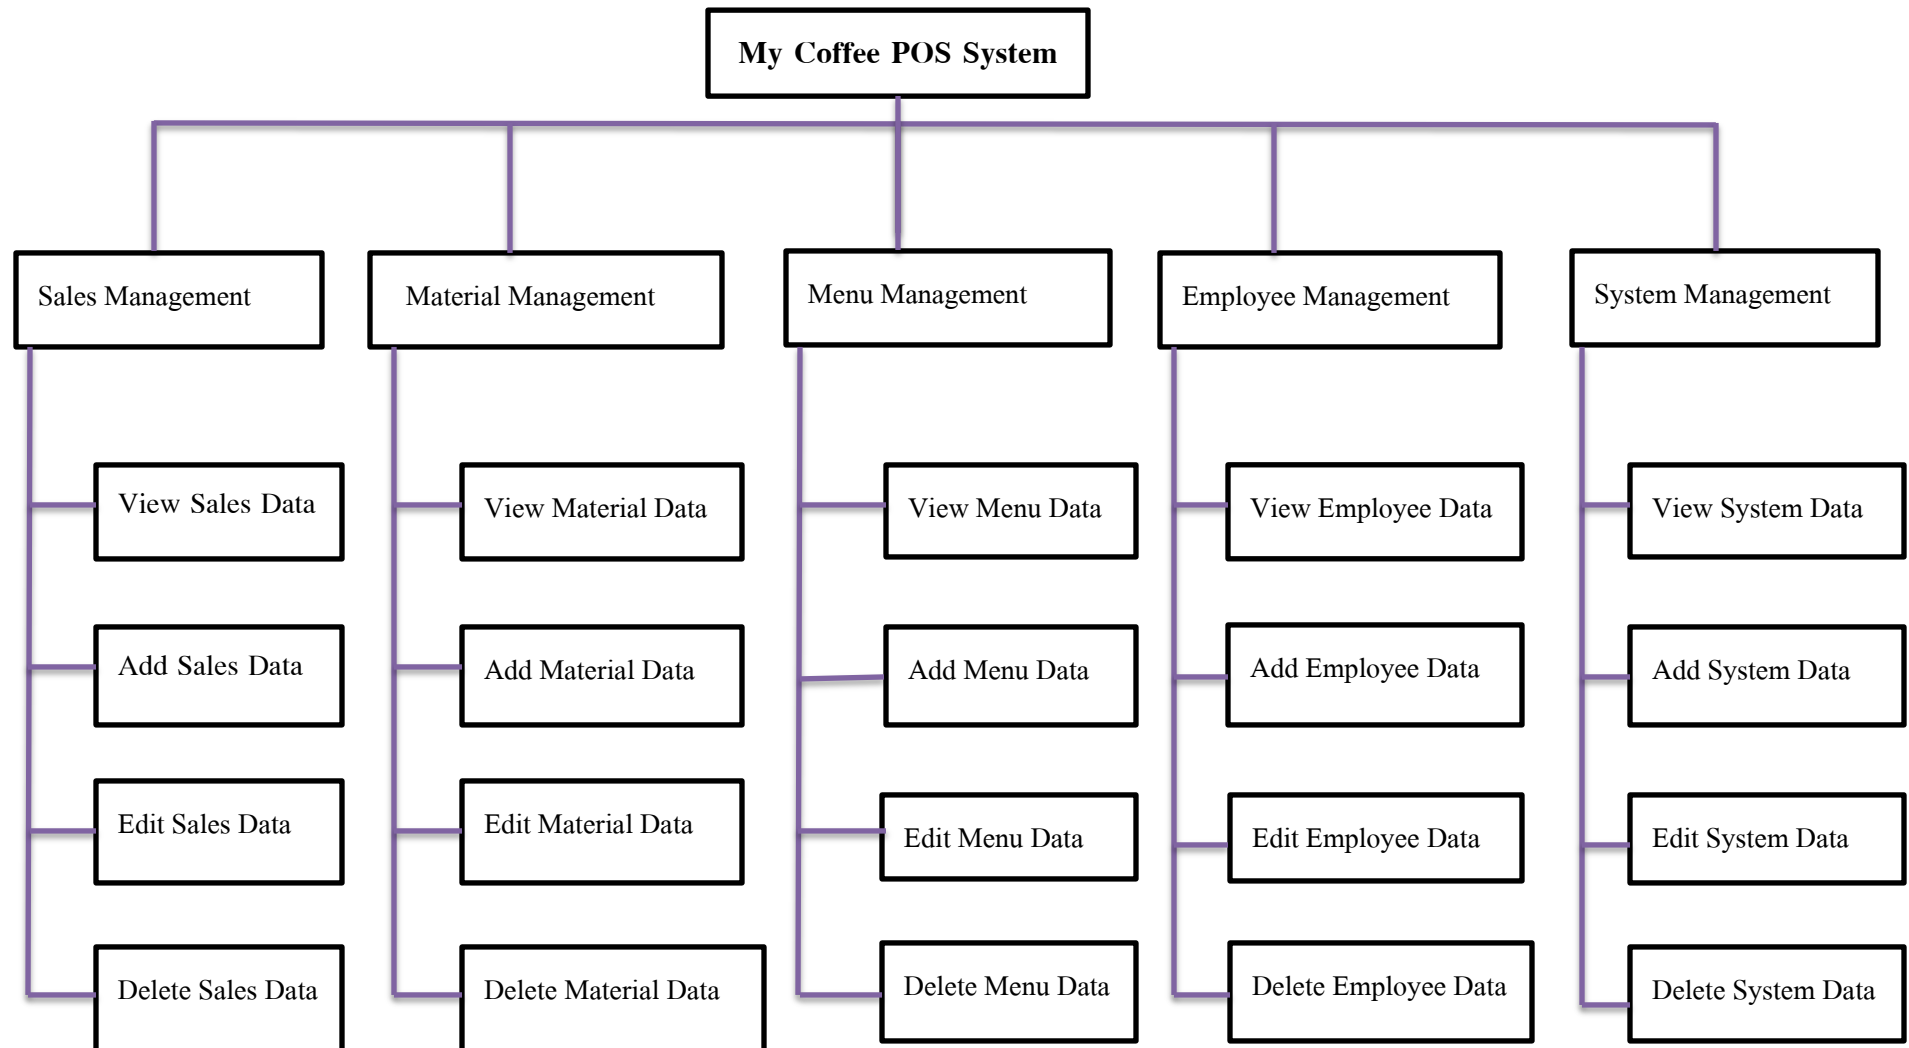 My Coffee POS System
Sales Management
Material Management
Menu Management
Employee Management
System Management
View Sales Data
View Material Data
View Menu Data
View Employee Data
View System Data
Add Sales Data
Add Material Data
Add Menu Data
Add Employee Data
Add System Data
Edit Sales Data
Edit Material Data
Edit Menu Data
Edit Employee Data
Edit System Data
Delete Sales Data
Delete Material Data
Delete Menu Data
Delete Employee Data
Delete System Data